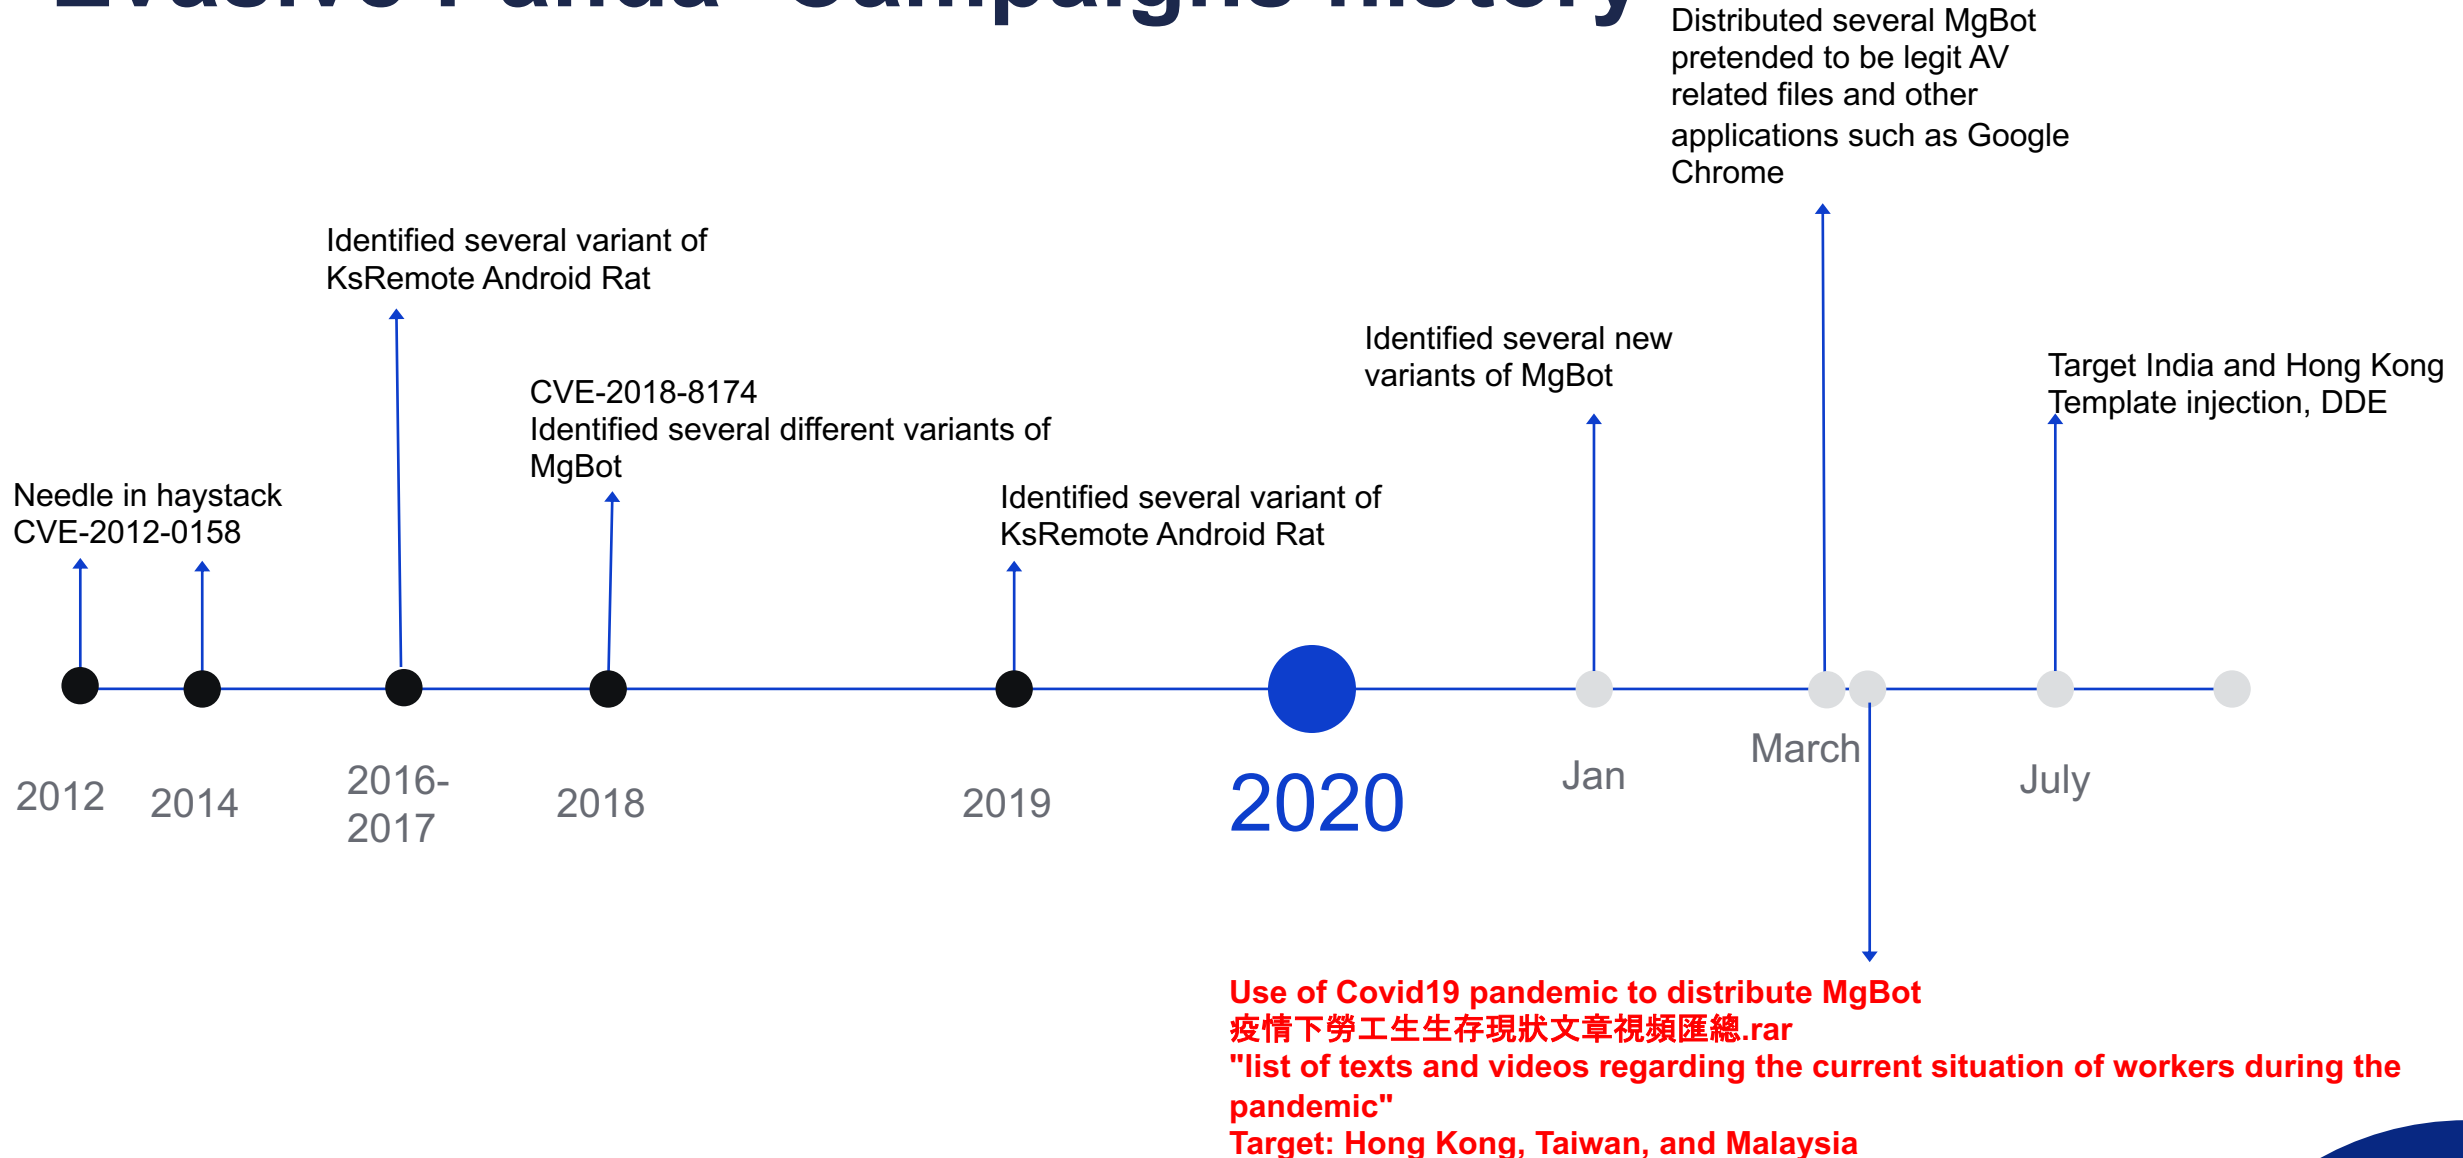 Evasive Panda- Campaigns history
Distributed several MgBot
pretended to be legit AV
related files and other
applications such as Google
Chrome
Identified several variant of
KsRemote Android Rat
Identified several new
variants of MgBot
Target India and Hong Kong
Template injection, DDE
CVE-2018-8174
Identified several different variants of
MgBot
Needle in haystack
CVE-2012-0158
Identified several variant of
KsRemote Android Rat
2012
2014
2016-
2017
2018
2019
2020
Jan
March
July
Use of Covid19 pandemic to distribute MgBot
疫情下勞工生生存現狀文章視頻匯總.rar
"list of texts and videos regarding the current situation of workers during the
pandemic"
Target: Hong Kong, Taiwan, and Malaysia